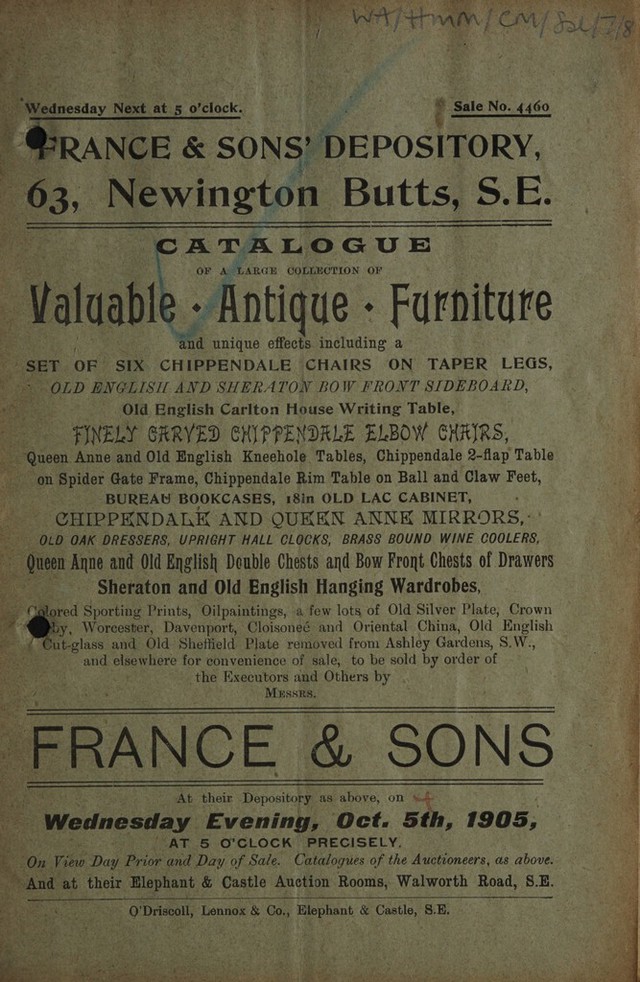 WA/HMM/CM/Sal/7/8
Wednesday Next at 5 o'clock. Sale No. 4460
FRANCE & SONS' DEPOSITORY,
63, Newington Butts, S.E.
CATALOGUE
OF A LARGE COLLECTION OF
Valuable · Antique · Furniture
and unique effects including a
SET OF SIX CHIPPENDALE CHAIRS ON TAPER LEGS,
OLD ENGLISH AND SHERATON BOW FRONT SIDEBOARD,
Old English Carlton House Writing Table,
FINELY CARVED CHIPPENDALE ELBOW CHAIRS,
Queen Anne and Old English Kneehole Tables, Chippendale 2-flap Table
on Spider Gate Frame, Chippendale Rim Table on Ball and Claw Feet,
BUREAU BOOKCASES, 18in OLD LAC CABINET,
CHIPPENDALE AND QUEEN ANNE MIRRORS,
OLD OAK DRESSERS, UPRIGHT HALL CLOCKS, BRASS BOUND WINE COOLERS,
Queen Anne and Old English Double Chests and Bow Front Chests of Drawers
Sheraton and Old English Hanging Wardrobes,
Colored Sporting Prints, Oilpaintings, a few lots of Old Silver Plate, Crown
by, Worcester, Davenport, Cloisoneé and Oriental China, Old English
Cut-glass and Old Sheffield Plate removed from Ashley Gardens, S.W.,
and elsewhere for convenience of sale, to be sold by order of
the Executors and Others by
MESSRS.
FRANCE & SONS
At their Depository as above, on
Wednesday Evening, Oct. 5th, 1905,
AT 5 O'CLOCK PRECISELY.
On View Day Prior and Day of Sale. Catalogues of the Auctioneers, as above.
And at their Elephant & Castle Auction Rooms, Walworth Road, S.E.
O'Driscoll, Lennox & Co., Elephant & Castle, S.E.